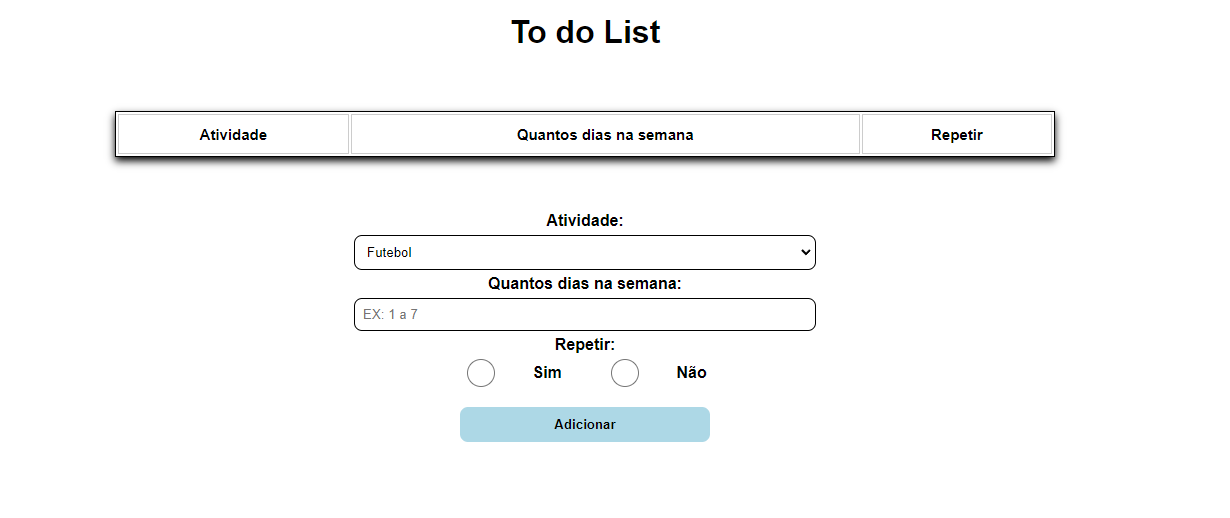 To do List
Atividade Quantos dias na semana Repetir
Atividade:
Futebol
Quantos dias na semana:
EX: 1 a 7
Repetir:
Sim Não
Adicionar